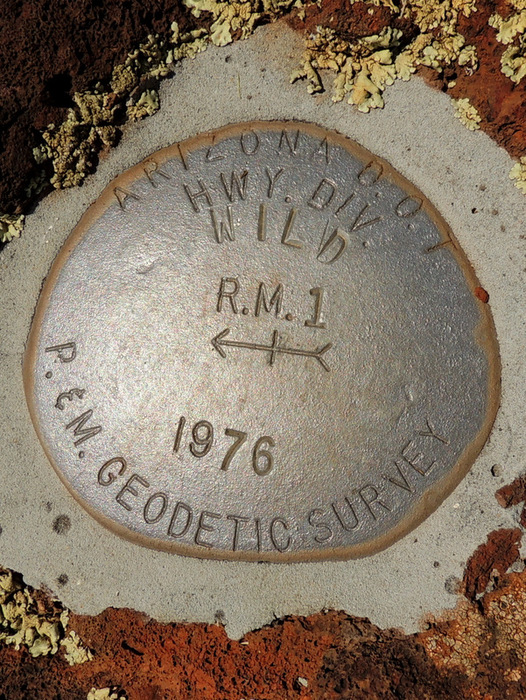 ARIZONA D.O.T
HWY. DIV.
WILD
R.M. 1
1976
P. & M. GEODETIC SURVEY